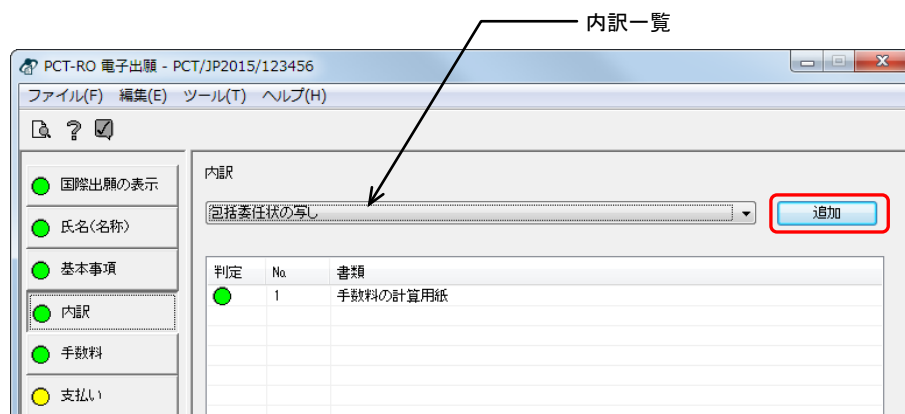 内訳一覧
PCT-RO 電子出願 - PCT/JP2015/123456
ファイル(F) 編集(E) ツール(T) ヘルプ(H)
国際出願の表示
氏名(名称)
基本事項
内訳
手数料
支払い
内訳
包括委任状の写し
追加
判定 No. 書類
1 手数料の計算用紙